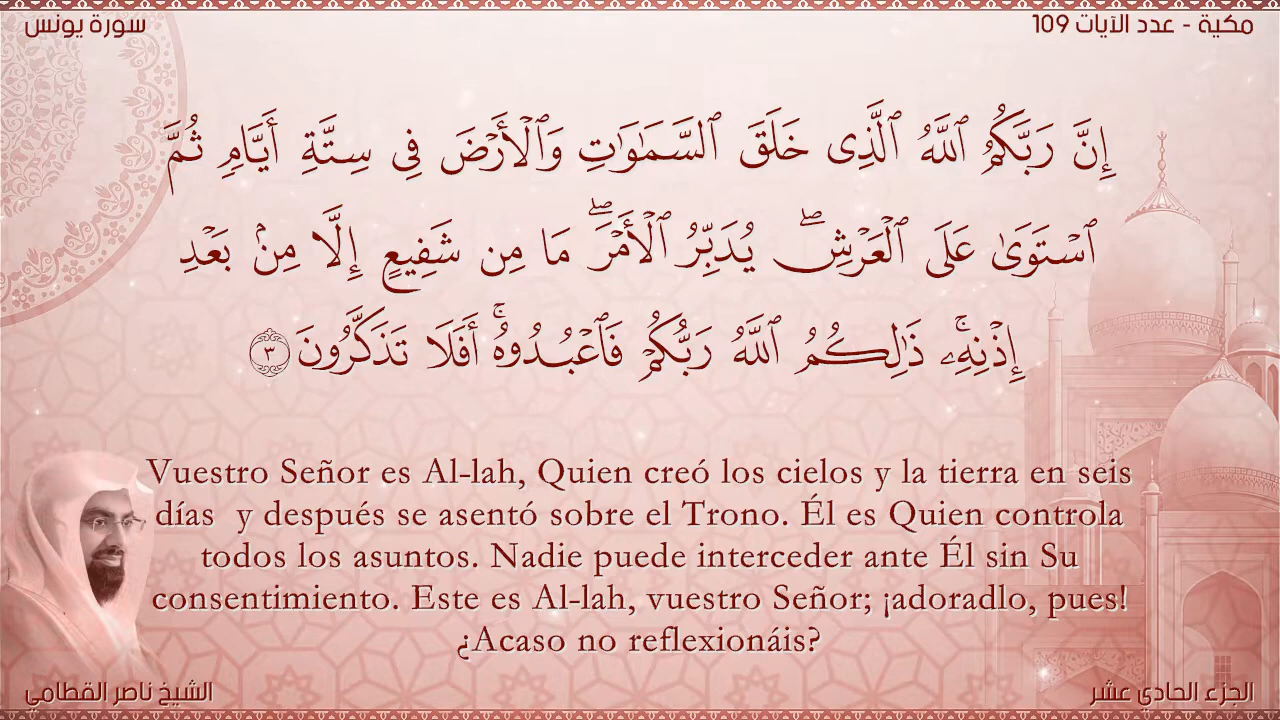 سورة يونس
مكية - عدد الآيات 109
إِنَّ رَبَّكُمُ ٱللَّهُ ٱلَّذِى خَلَقَ ٱلسَّمَـٰوَٰتِ وَٱلْأَرْضَ فِى سِتَّةِ أَيَّامٍ ثُمَّ
ٱسْتَوَىٰ عَلَى ٱلْعَرْشِ ۖ يُدَبِّرُ ٱلْأَمْرَ ۖ مَا مِن شَفِيعٍ إِلَّا مِنۢ بَعْدِ
إِذْنِهِۦ ۚ ذَٰلِكُمُ ٱللَّهُ رَبُّكُمْ فَٱعْبُدُوهُ ۚ أَفَلَا تَذَكَّرُونَ ٣
Vuestro Señor es Al-lah, Quien creó los cielos y la tierra en seis
días y después se asentó sobre el Trono. Él es Quien controla
todos los asuntos. Nadie puede interceder ante Él sin Su
consentimiento. Este es Al-lah, vuestro Señor; ¡adoradlo, pues!
¿Acaso no reflexionáis?
الشيخ ناصر القطامي
الجزء الحادي عشر